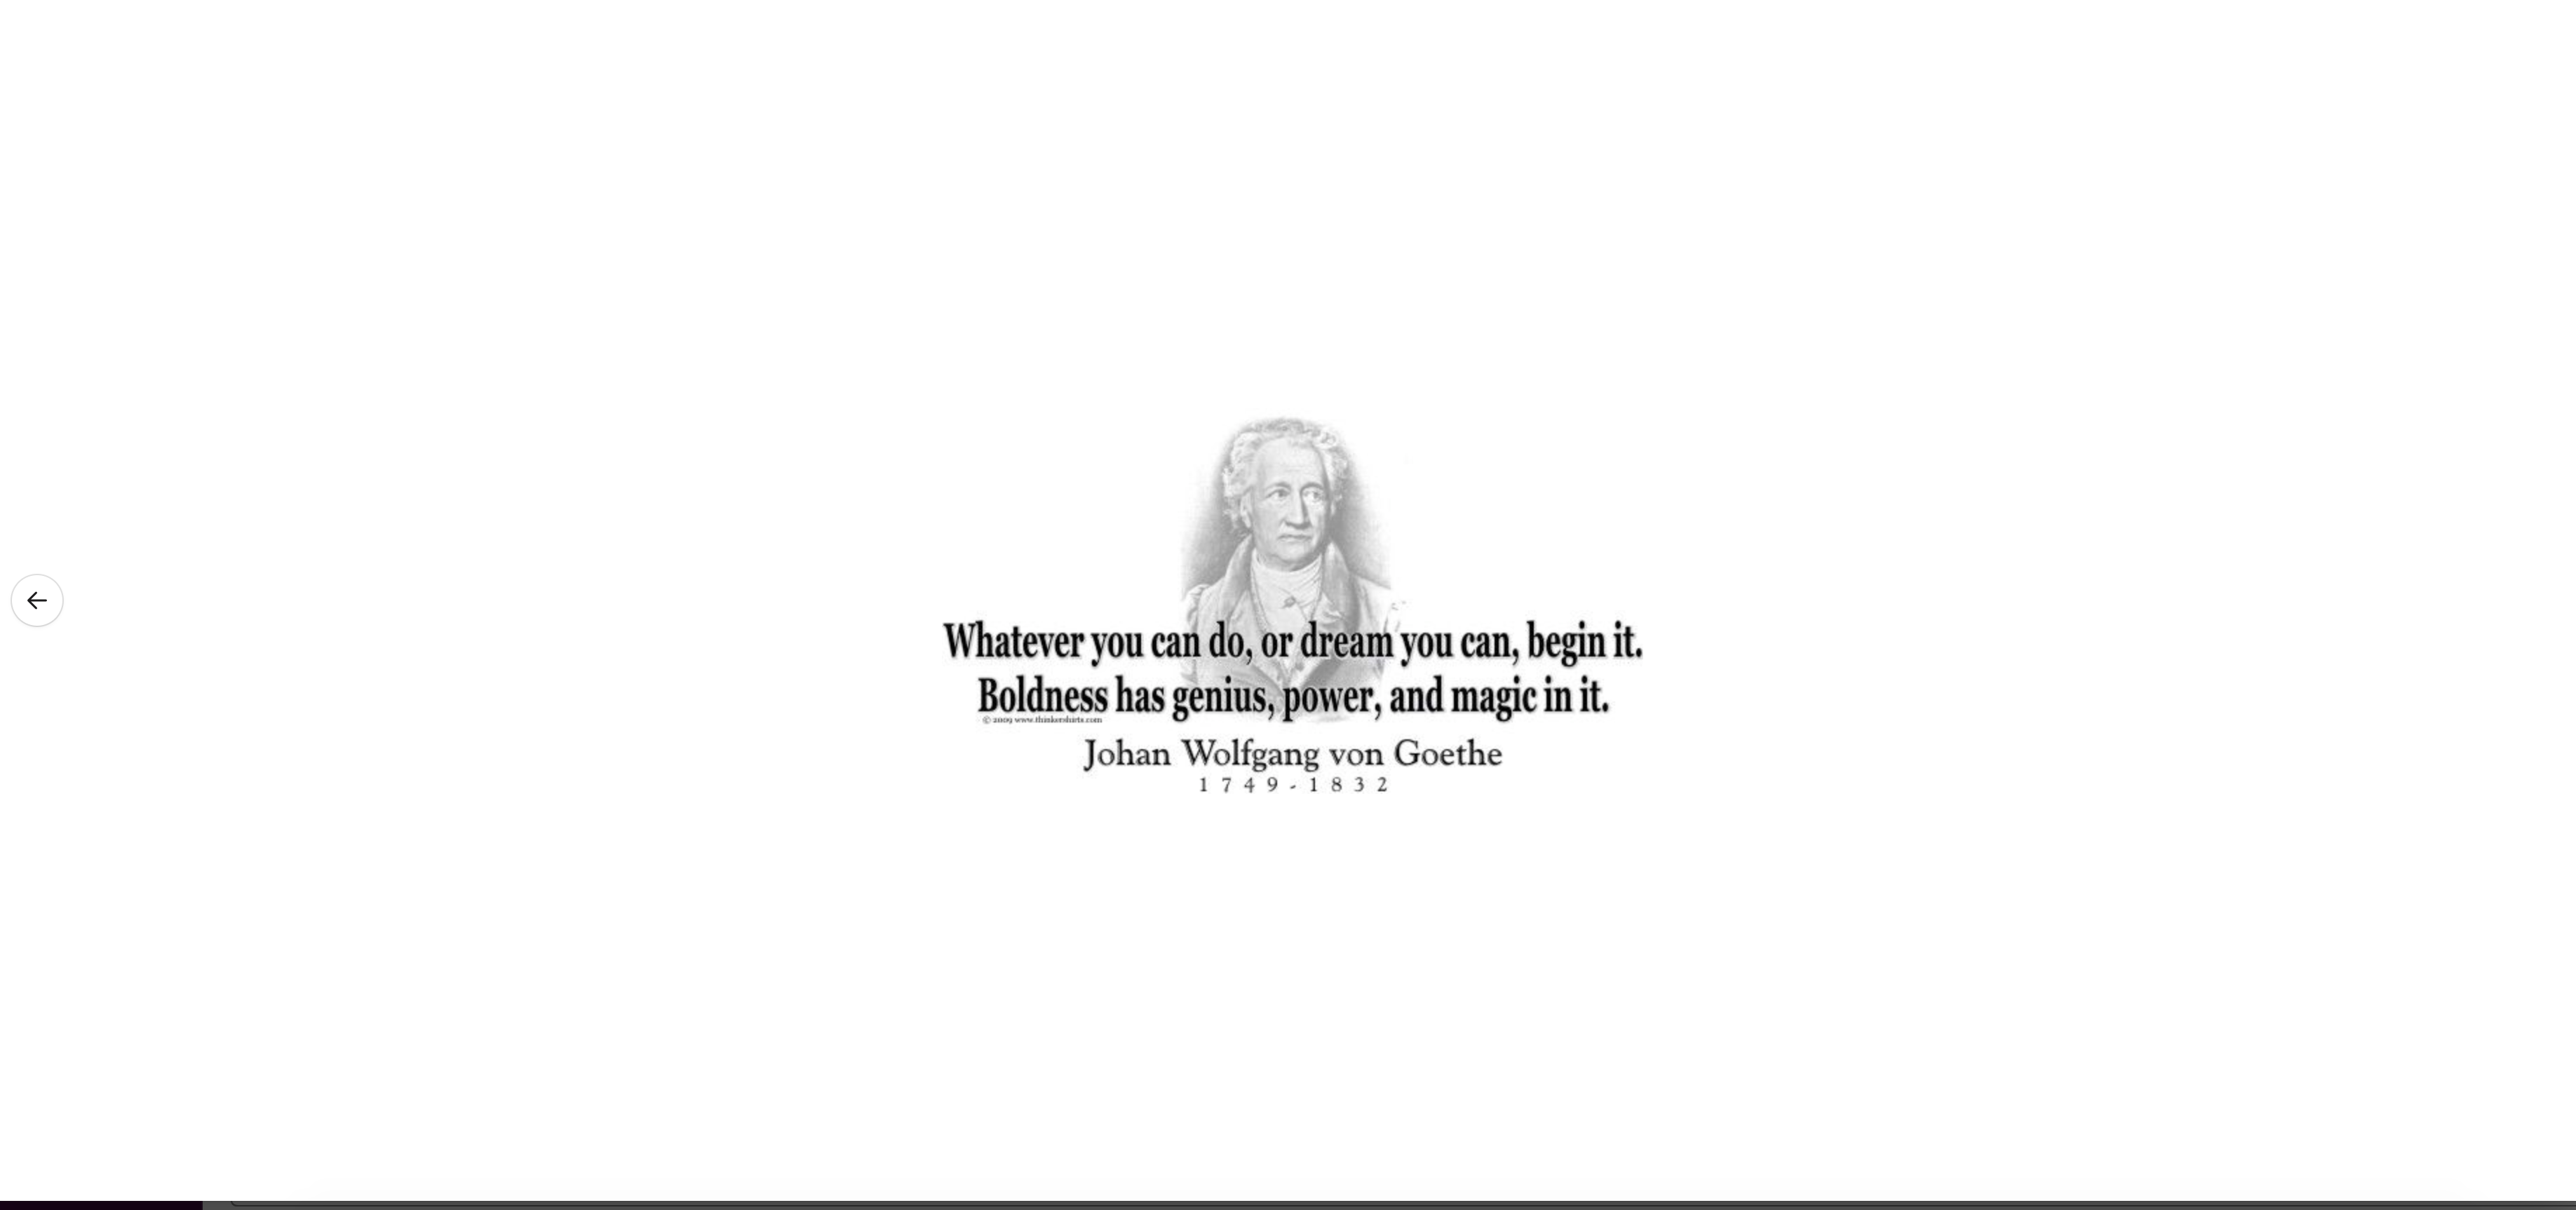 Whatever you can do, or dream you can, begin it.
Boldness has genius, power, and magic in it.
© 2009 www.thinkershirts.com
Johan Wolfgang von Goethe
1749-1832